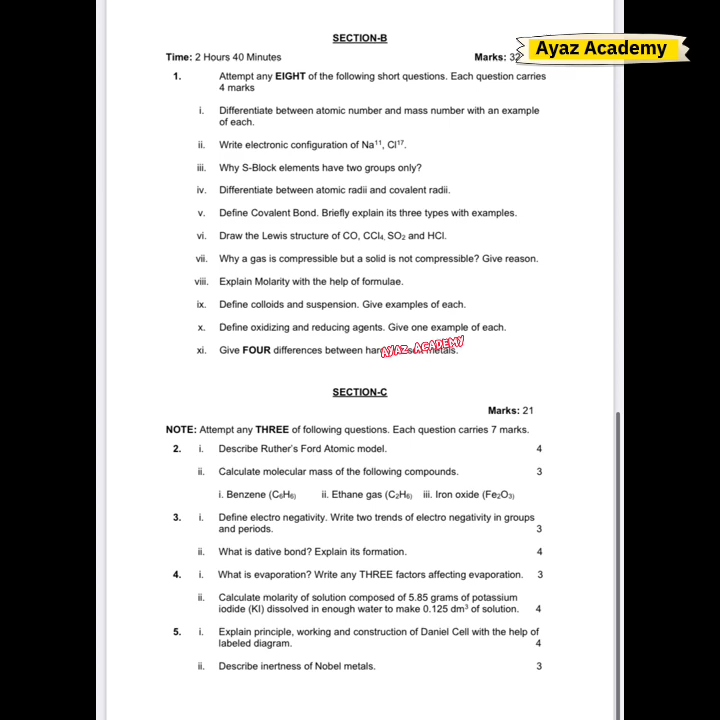 SECTION-B
Ayaz Academy
Time: 2 Hours 40 Minutes Marks: 32
1. Attempt any EIGHT of the following short questions. Each question carries
4 marks
i. Differentiate between atomic number and mass number with an example
of each.
ii. Write electronic configuration of Na¹¹, Cl¹⁷.
iii. Why S-Block elements have two groups only?
iv. Differentiate between atomic radii and covalent radii.
v. Define Covalent Bond. Briefly explain its three types with examples.
vi. Draw the Lewis structure of CO, CCl₄, SO₂ and HCl.
vii. Why a gas is compressible but a solid is not compressible? Give reason.
viii. Explain Molarity with the help of formulae.
ix. Define colloids and suspension. Give examples of each.
x. Define oxidizing and reducing agents. Give one example of each.
xi. Give FOUR differences between metals.
AYAZ ACADEMY
SECTION-C
Marks: 21
NOTE: Attempt any THREE of following questions. Each question carries 7 marks.
2. i. Describe Ruther's Ford Atomic model. 4
ii. Calculate molecular mass of the following compounds. 3
i. Benzene (C₆H₆) ii. Ethane gas (C₂H₆) iii. Iron oxide (Fe₂O₃)
3. i. Define electro negativity. Write two trends of electro negativity in groups
and periods. 3
ii. What is dative bond? Explain its formation. 4
4. i. What is evaporation? Write any THREE factors affecting evaporation. 3
ii. Calculate molarity of solution composed of 5.85 grams of potassium
iodide (KI) dissolved in enough water to make 0.125 dm³ of solution. 4
5. i. Explain principle, working and construction of Daniel Cell with the help of
labeled diagram. 4
ii. Describe inertness of Nobel metals. 3